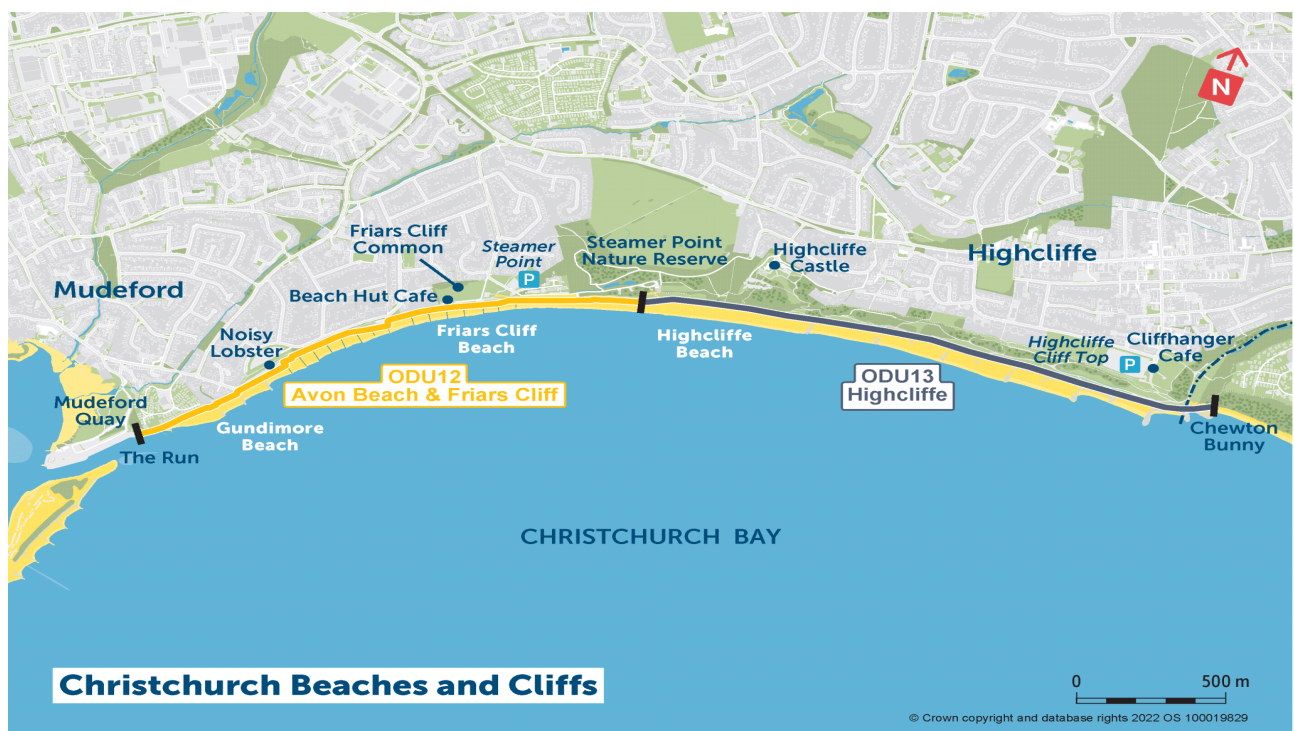 N
Friars Cliff
Common
Steamer
Point
P
Steamer Point
Nature Reserve
Highcliffe
Castle
Highcliffe
Mudeford
Beach Hut Cafe
Noisy
Lobster
Friars Cliff
Beach
Highcliffe
Beach
Highcliffe
Cliff Top
P
Cliffhanger
Cafe
ODU12
Avon Beach & Friars Cliff
ODU13
Highcliffe
Mudeford
Quay
Gundimore
Beach
The Run
Chewton
Bunny
CHRISTCHURCH BAY
Christchurch Beaches and Cliffs
0 500 m
© Crown copyright and database rights 2022 OS 100019829